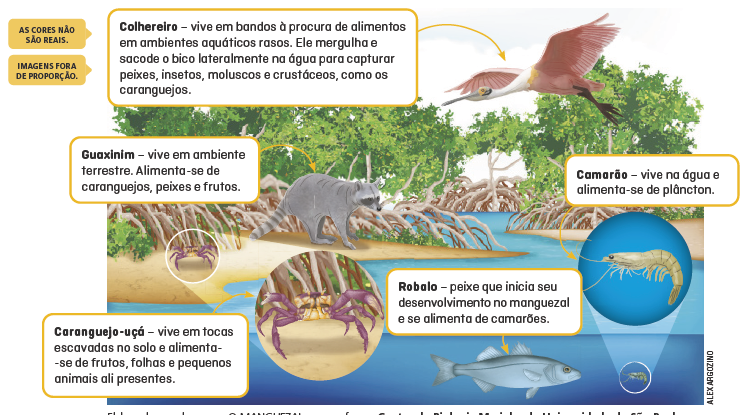 AS CORES NÃO
SÃO REAIS.
IMAGENS FORA
DE PROPORÇÃO.
Colhereiro – vive em bandos à procura de alimentos
em ambientes aquáticos rasos. Ele mergulha e
sacode o bico lateralmente na água para capturar
peixes, insetos, moluscos e crustáceos, como os
caranguejos.
Guaxinim – vive em ambiente
terrestre. Alimenta-se de
caranguejos, peixes e frutos.
Camarão – vive na água e
alimenta-se de plâncton.
Robalo – peixe que inicia seu
desenvolvimento no manguezal
e se alimenta de camarões.
Caranguejo-uçá – vive em tocas
escavadas no solo e alimenta-
-se de frutos, folhas e pequenos
animais ali presentes.
ALEX ARGOZINO